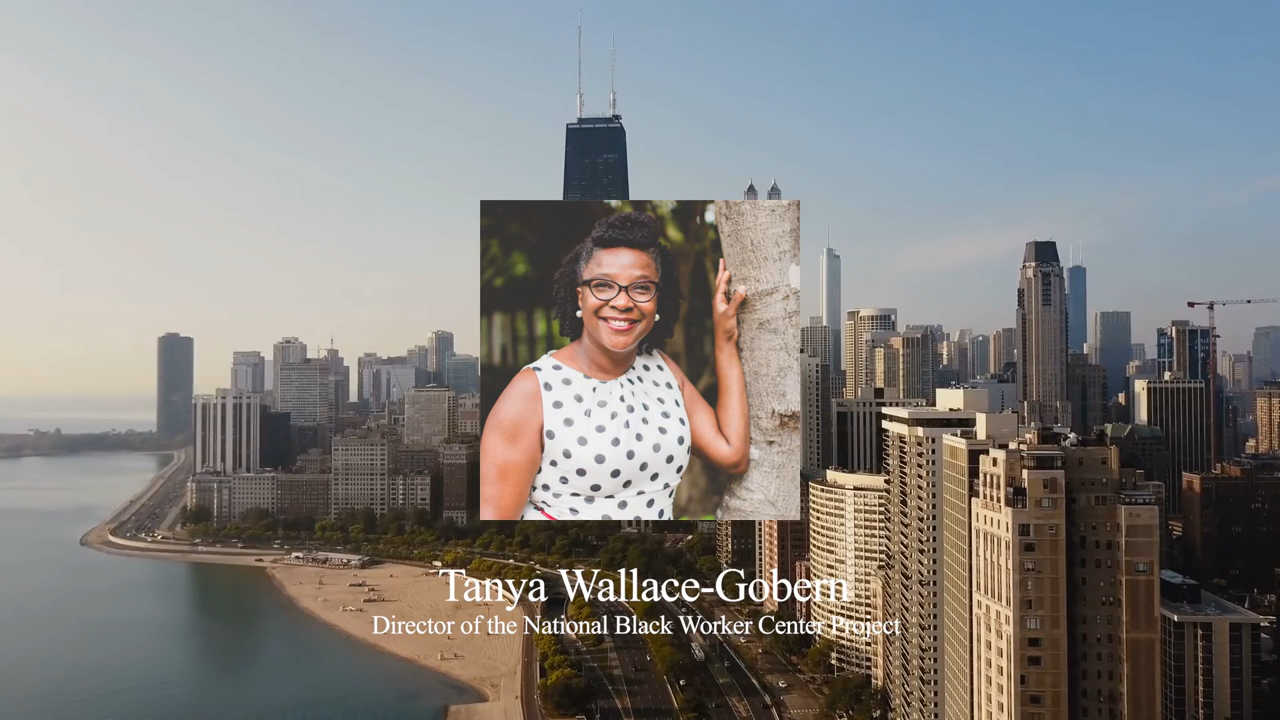 Tanya Wallace-Gobern
Director of the National Black Worker Center Project